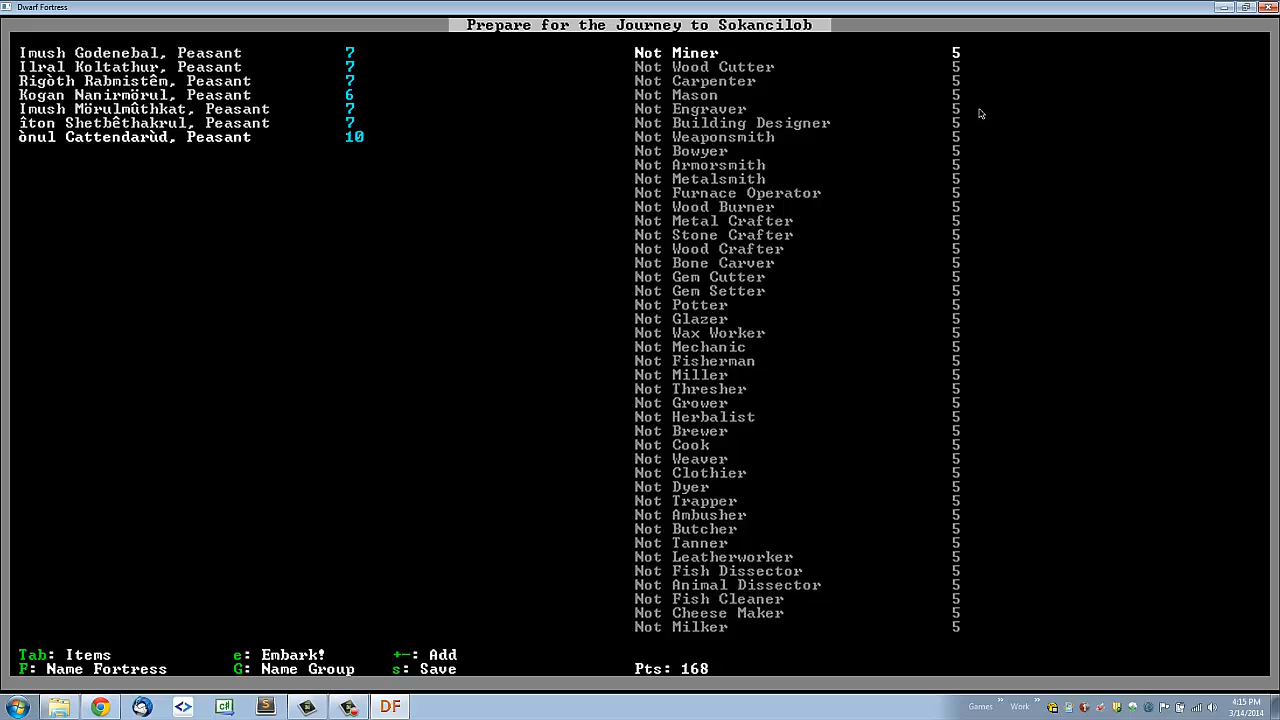 Dwarf Fortress
Prepare for the Journey to Sokancilob
Imush Godenebal, Peasant 7
Ilral Koltathur, Peasant 7
Rigòth Rabmistêm, Peasant 7
Kogan Nanirmörul, Peasant 6
Imush Mörulmûthkat, Peasant 7
îton Shetbêthakrul, Peasant 7
ònul Cattendarùd, Peasant 10
Not Miner 5
Not Wood Cutter 5
Not Carpenter 5
Not Mason 5
Not Engraver 5
Not Building Designer 5
Not Weaponsmith 5
Not Bowyer 5
Not Armorsmith 5
Not Metalsmith 5
Not Furnace Operator 5
Not Wood Burner 5
Not Metal Crafter 5
Not Stone Crafter 5
Not Wood Crafter 5
Not Bone Carver 5
Not Gem Cutter 5
Not Gem Setter 5
Not Potter 5
Not Glazer 5
Not Wax Worker 5
Not Mechanic 5
Not Fisherman 5
Not Miller 5
Not Thresher 5
Not Grower 5
Not Herbalist 5
Not Brewer 5
Not Cook 5
Not Weaver 5
Not Clothier 5
Not Dyer 5
Not Trapper 5
Not Ambusher 5
Not Butcher 5
Not Tanner 5
Not Leatherworker 5
Not Fish Dissector 5
Not Animal Dissector 5
Not Fish Cleaner 5
Not Cheese Maker 5
Not Milker 5
Tab: Items e: Embark! +-: Add
F: Name Fortress G: Name Group s: Save Pts: 168
DF
Games » Work »
4:15 PM
3/14/2014